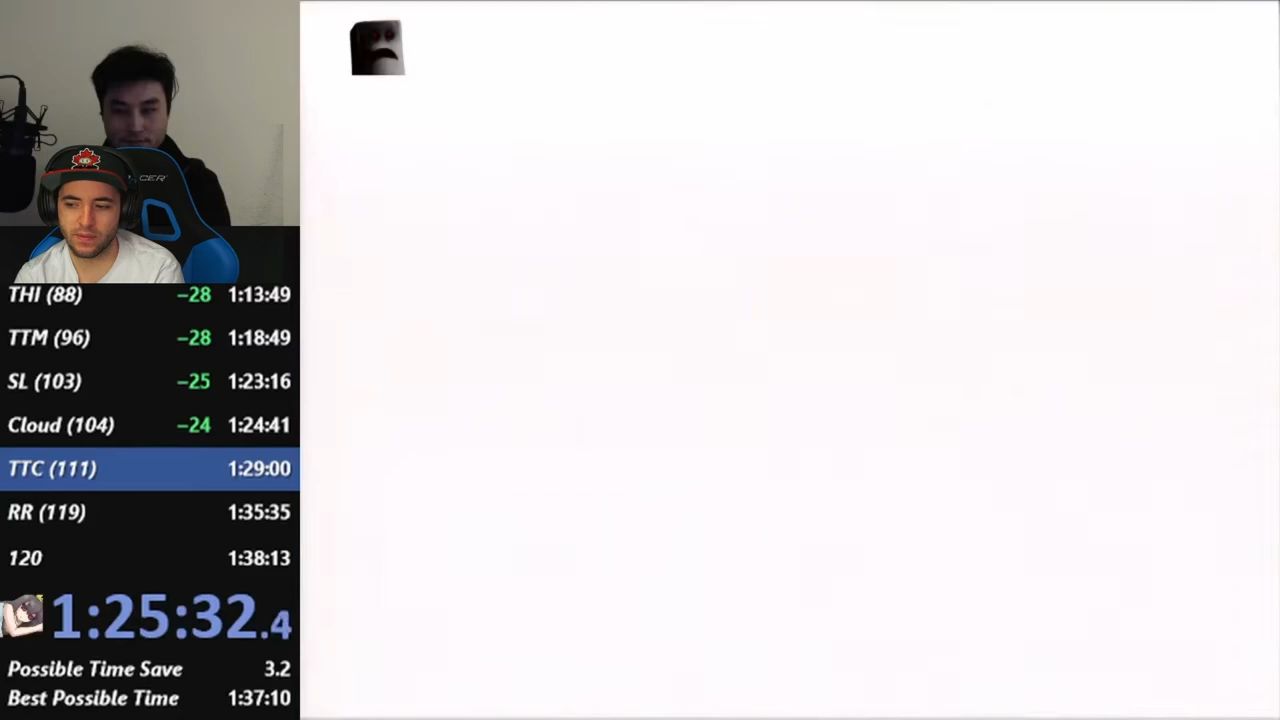 CER
THI (88) −28 1:13:49
TTM (96) −28 1:18:49
SL (103) −25 1:23:16
Cloud (104) −24 1:24:41
TTC (111) 1:29:00
RR (119) 1:35:35
120 1:38:13
1:25:32.4
Possible Time Save 3.2
Best Possible Time 1:37:10